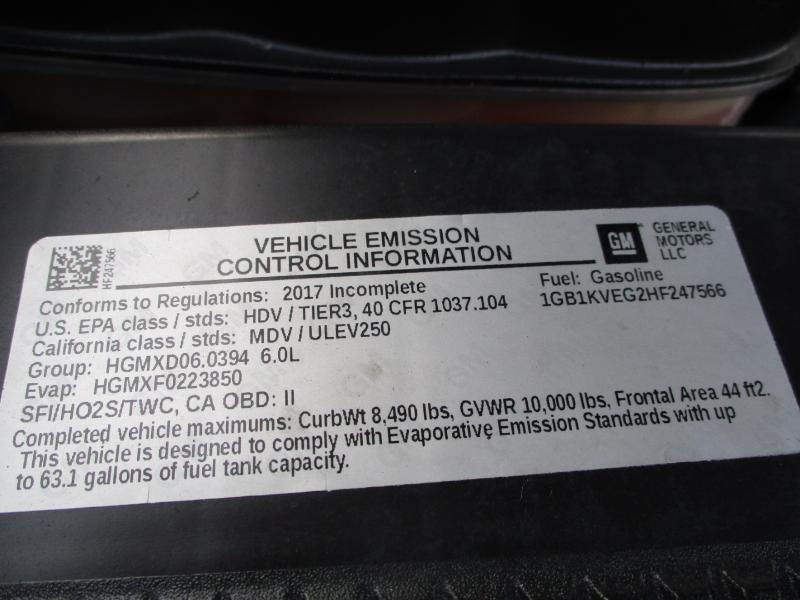 HF247566
VEHICLE EMISSION
CONTROL INFORMATION
GM
GENERAL
MOTORS
LLC
Conforms to Regulations: 2017 Incomplete
Fuel: Gasoline
U.S. EPA class / stds: HDV / TIER3, 40 CFR 1037.104
1GB1KVEG2HF247566
California class / stds: MDV / ULEV250
Group: HGMXD06.0394 6.0L
Evap: HGMXF0223850
SFI/HO2S/TWC, CA OBD: II
Completed vehicle maximums: CurbWt 8,490 lbs, GVWR 10,000 lbs, Frontal Area 44 ft2.
This vehicle is designed to comply with Evaporative Emission Standards with up
to 63.1 gallons of fuel tank capacity.